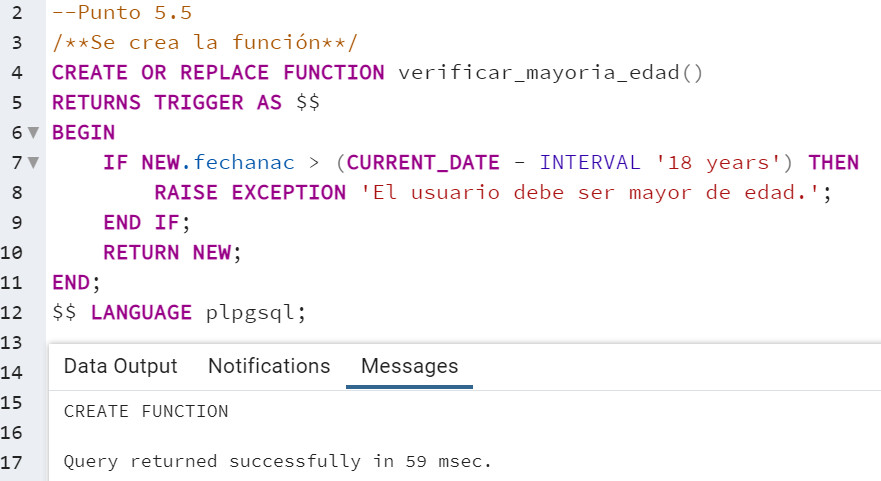 2 --Punto 5.5
3 /**Se crea la función**/
4 CREATE OR REPLACE FUNCTION verificar_mayoria_edad()
5 RETURNS TRIGGER AS $$
6 BEGIN
7 IF NEW.fechanac > (CURRENT_DATE - INTERVAL '18 years') THEN
8 RAISE EXCEPTION 'El usuario debe ser mayor de edad.';
9 END IF;
10 RETURN NEW;
11 END;
12 $$ LANGUAGE plpgsql;
13
14 Data Output Notifications Messages
15 CREATE FUNCTION
16
17 Query returned successfully in 59 msec.